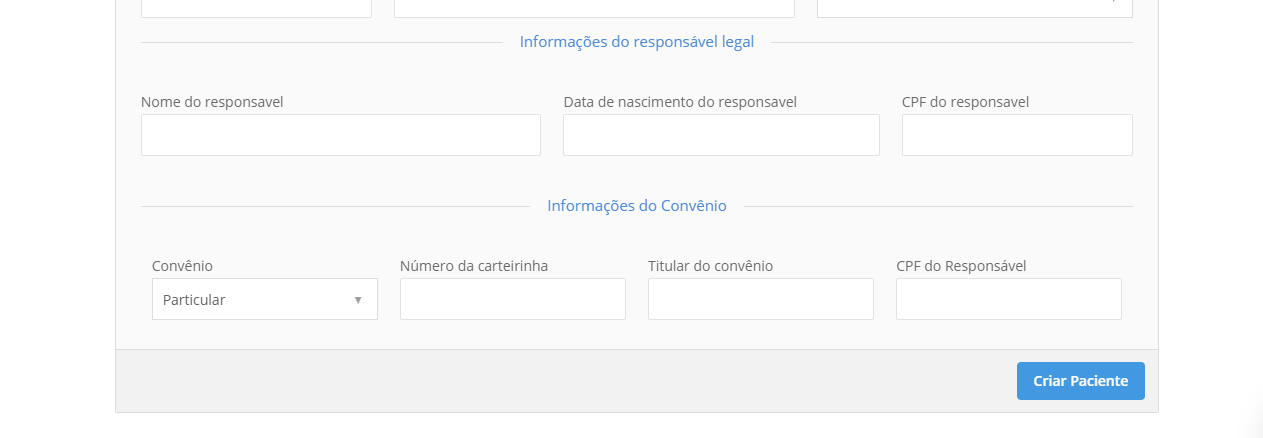 Informações do responsável legal
Nome do responsavel
Data de nascimento do responsavel
CPF do responsavel
Informações do Convênio
Convênio
Número da carteirinha
Titular do convênio
CPF do Responsável
Particular
Criar Paciente